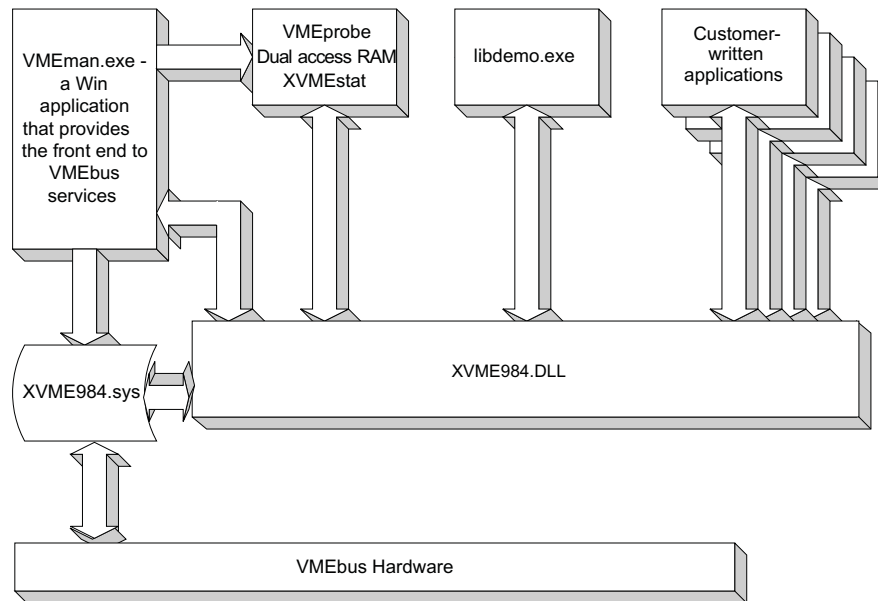 VMEman.exe -
a Win
application
that provides
the front end to
VMEbus
services
VMEprobe
Dual access RAM
XVMEstat
libdemo.exe
Customer-
written
applications
XVME984.sys
XVME984.DLL
VMEbus Hardware